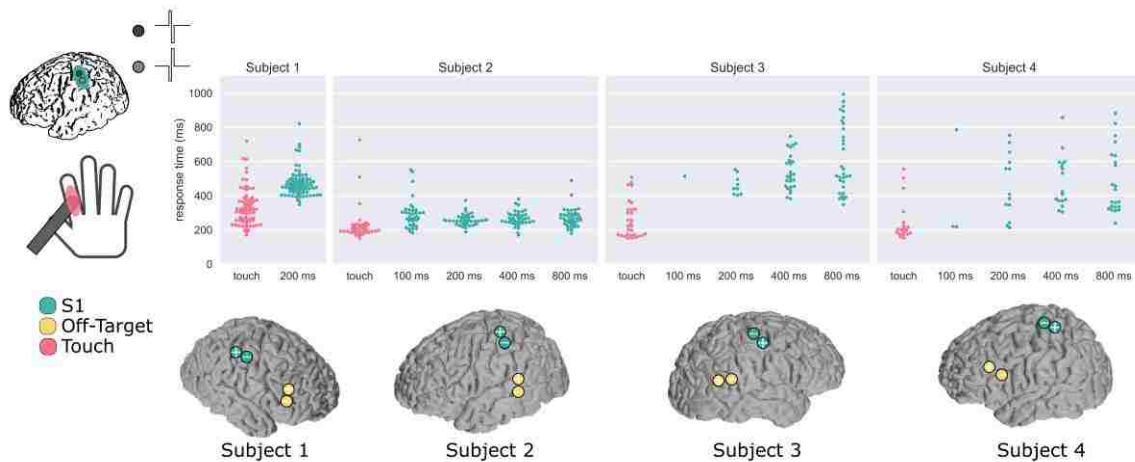 Subject 1
Subject 2
Subject 3
Subject 4
response time (ms)
1000
800
600
400
200
0
touch
200 ms
touch
100 ms
200 ms
400 ms
800 ms
touch
100 ms
200 ms
400 ms
800 ms
touch
100 ms
200 ms
400 ms
800 ms
S1
Off-Target
Touch
+
−
+
−
−
+
−
+
Subject 1
Subject 2
Subject 3
Subject 4